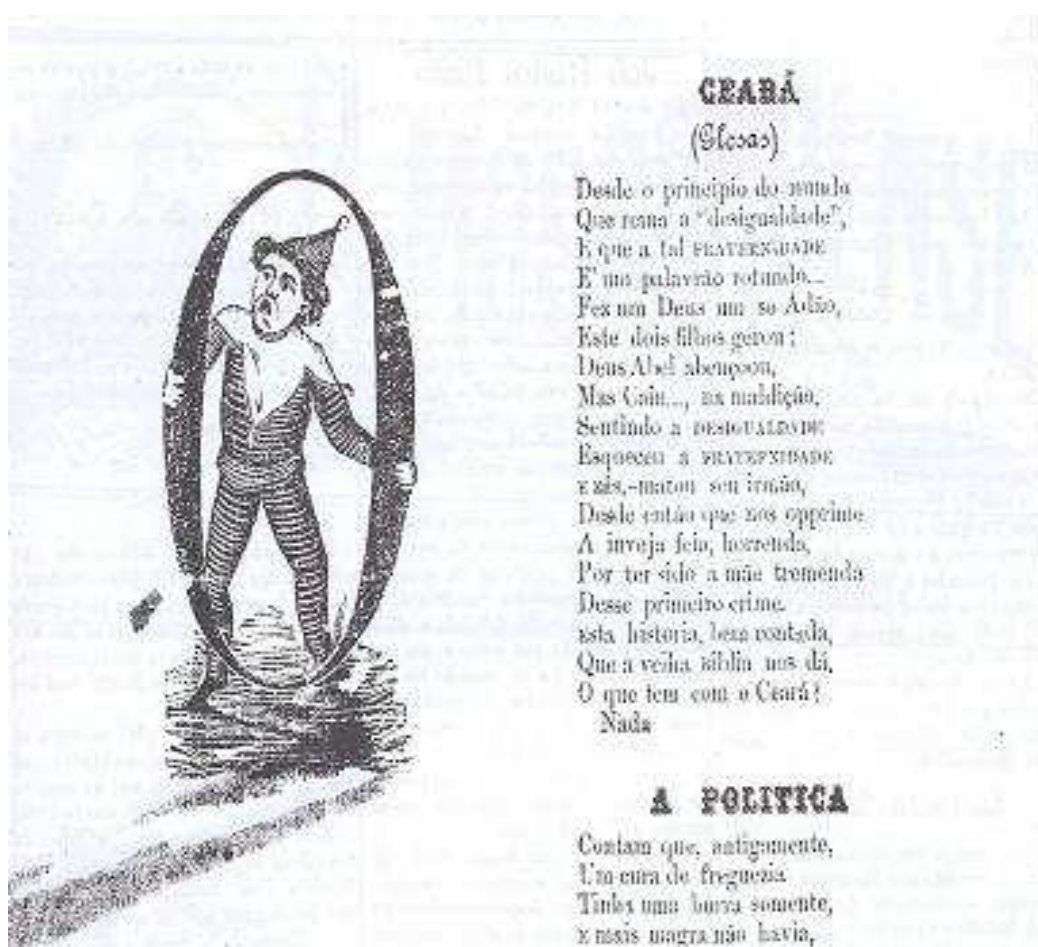 CEARÁ
(Glosas)
Desde o principio do mundo
Que reina a "desigualdade",
E que a tal FRATERNIDADE
E' um palavrão rotundo...
Fez um Deus um so Adão,
Este dois filhos gerou:
Deus Abel abençoou,
Mas Caim..., na maldição,
Sentindo a DESIGUALDADE
Esqueceu a FRATERNIDADE
E zás,-matou seu irmão,
Desde então que nos opprime
A inveja feia, horrenda,
Por ter sido a mãe tremenda
Desse primeiro crime.
Esta historia, bem contada,
Que a velha biblia nos dá,
O que tem com o Ceará?
Nada
A POLITICA
Contam que, antigamente,
Um cura de freguezia
Tinha uma burra somente,
E mais magra não havia,